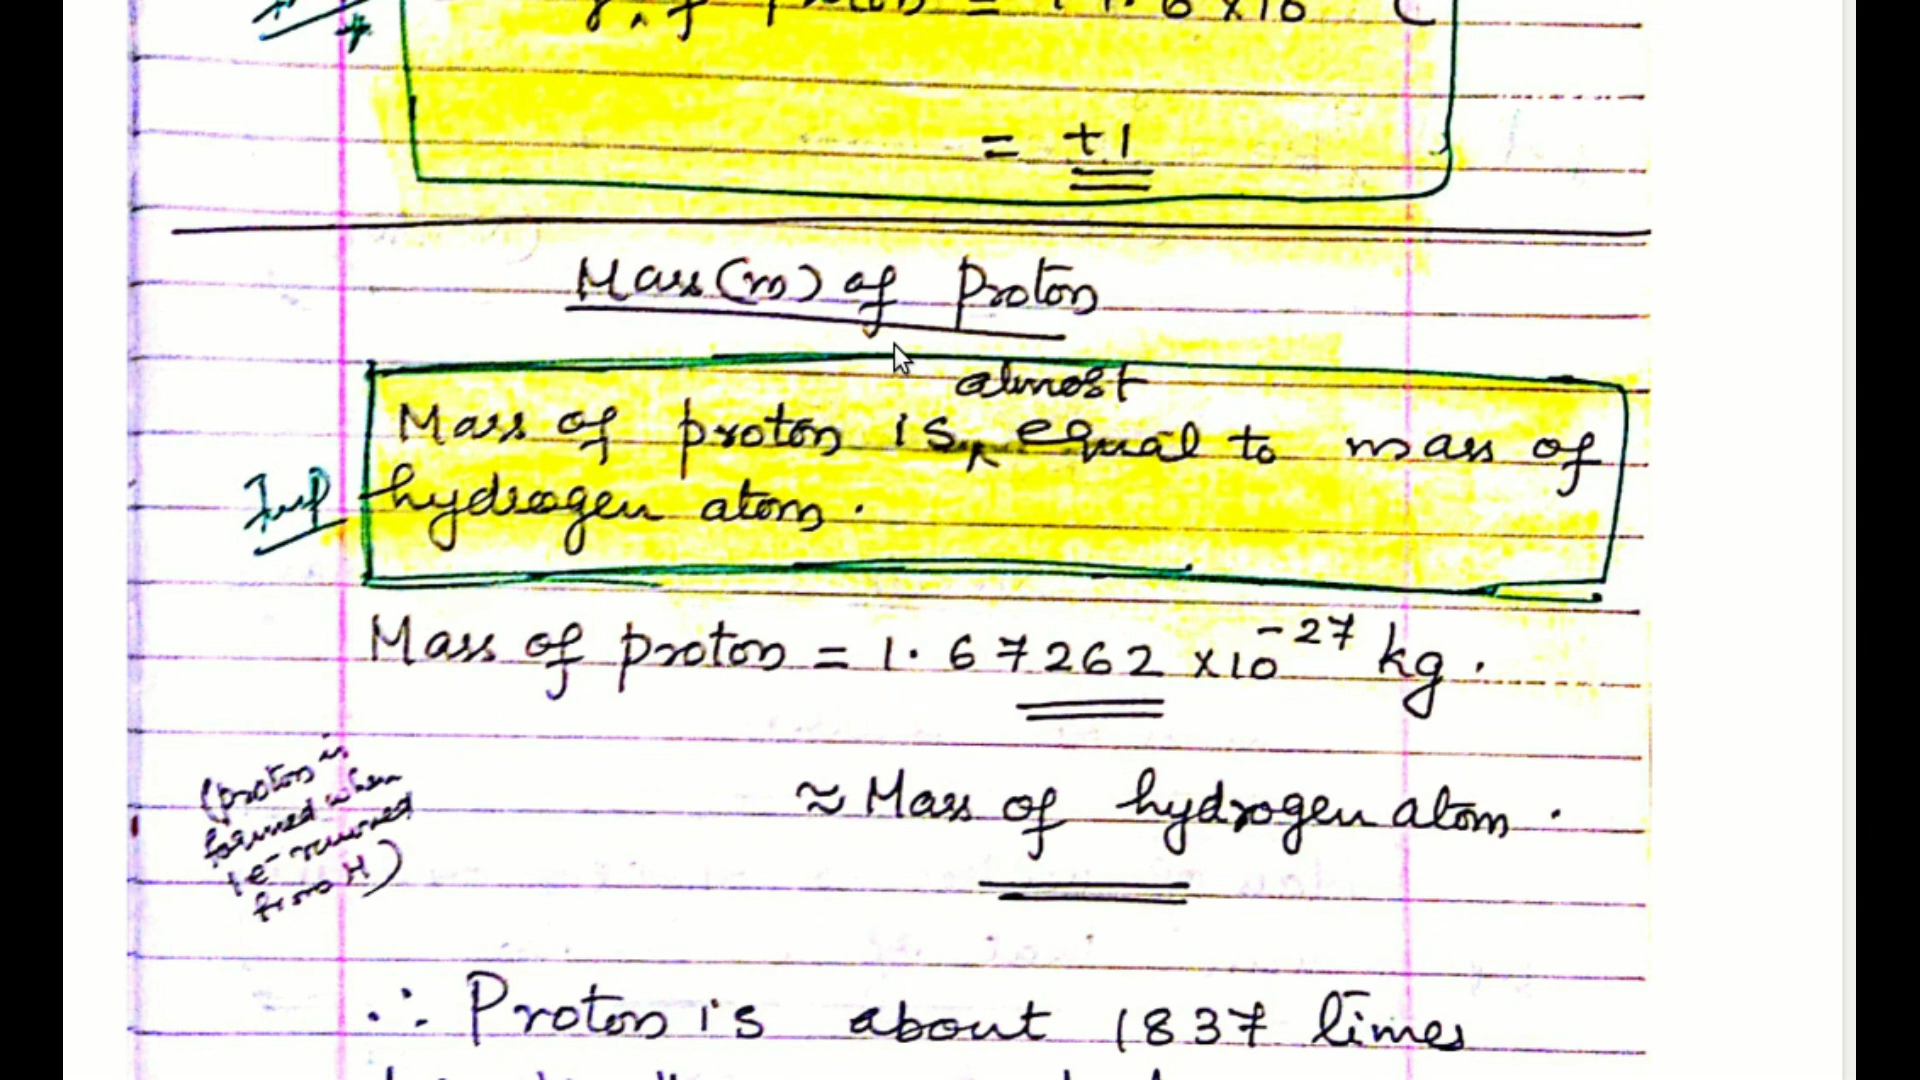 = +1
Mass (m) of Proton
almost
Mass of proton is ‸ equal to mass of
Imp
hydrogen atom.
Mass of proton = 1.67262 ×10⁻²⁷ kg.
(proton is
formed when
1 e⁻ removed
from H)
≈ Mass of hydrogen atom.
∴ Proton is about 1837 times